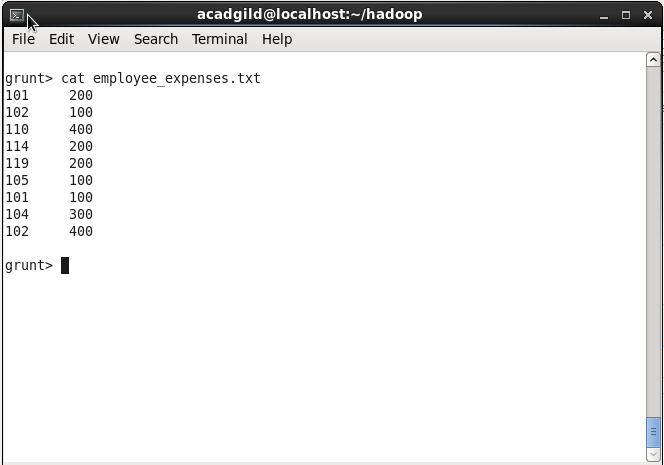 acadgild@localhost:~/hadoop
File Edit View Search Terminal Help
grunt> cat employee_expenses.txt
101     200
102     100
110     400
114     200
119     200
105     100
101     100
104     300
102     400
grunt>